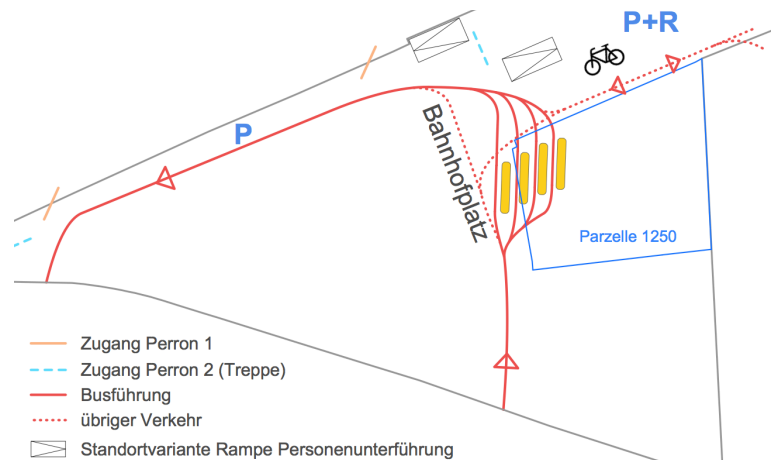 P+R
P
Bahnhofplatz
Parzelle 1250
Zugang Perron 1
Zugang Perron 2 (Treppe)
Busführung
übriger Verkehr
Standortvariante Rampe Personenunterführung